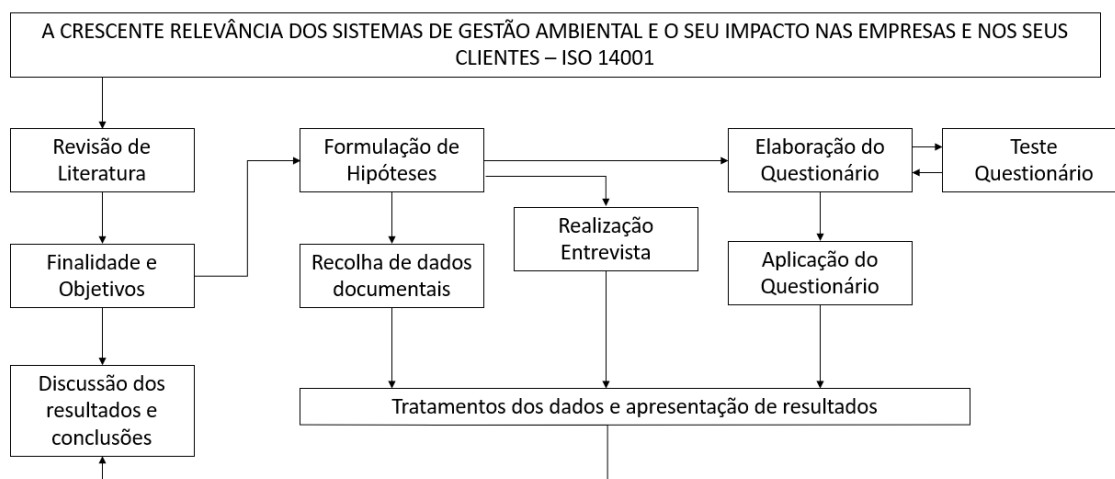 A CRESCENTE RELEVÂNCIA DOS SISTEMAS DE GESTÃO AMBIENTAL E O SEU IMPACTO NAS EMPRESAS E NOS SEUS
CLIENTES – ISO 14001
Revisão de
Literatura
Formulação de
Hipóteses
Elaboração do
Questionário
Teste
Questionário
Realização
Entrevista
Finalidade e
Objetivos
Recolha de dados
documentais
Aplicação do
Questionário
Discussão dos
resultados e
conclusões
Tratamentos dos dados e apresentação de resultados